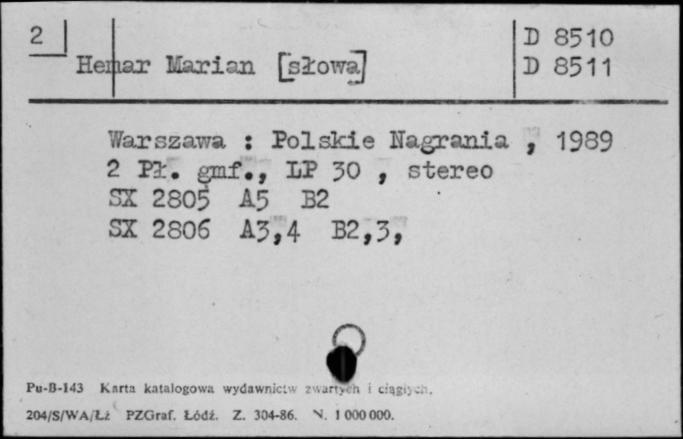 2
D 8510
Hemar Marian [słowa]
D 8511
Warszawa : Polskie Nagrania , 1989
2 Pł. gmf., LP 30 , stereo
SX 2805 A5 B2
SX 2806 A3,4 B2,3,
Pu-B-143 Karta katalogowa wydawnictw zwartych i ciągłych.
204/S/WA/Łż PZGraf. Łódź. Z. 304-86. N. 1 000 000.